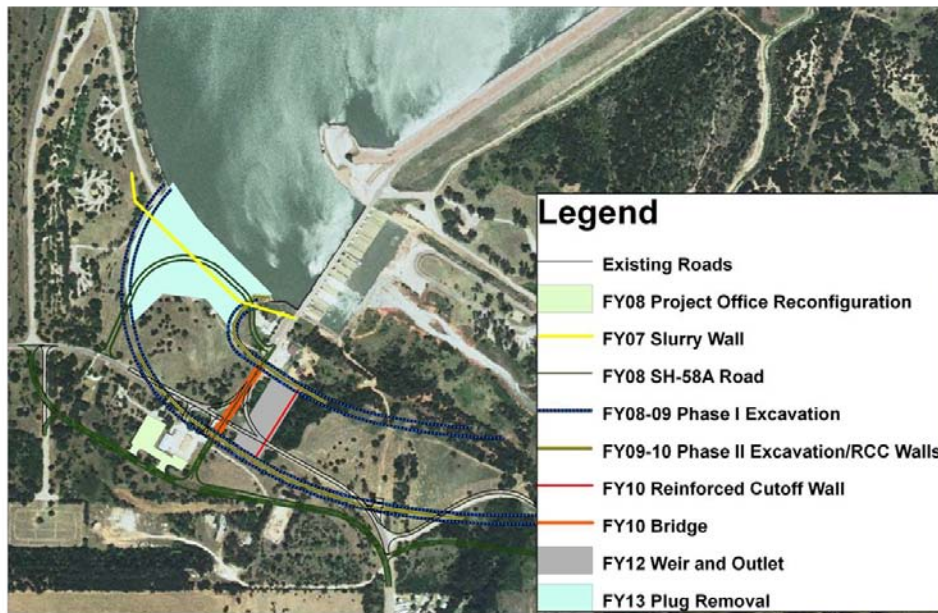 Legend
Existing Roads
FY08 Project Office Reconfiguration
FY07 Slurry Wall
FY08 SH-58A Road
FY08-09 Phase I Excavation
FY09-10 Phase II Excavation/RCC Walls
FY10 Reinforced Cutoff Wall
FY10 Bridge
FY12 Weir and Outlet
FY13 Plug Removal